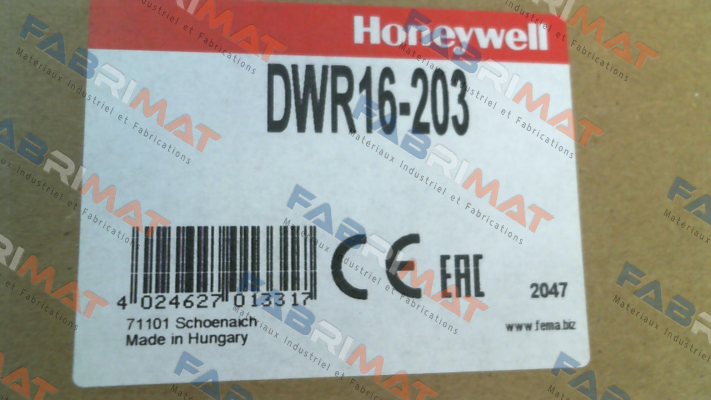 Honeywell
DWR16-203
4 024627 013317
CE EAC
2047
71101 Schoenaich
Made in Hungary
www.fema.biz
FABRIMAT
Materiaux Industriel et Fabrications